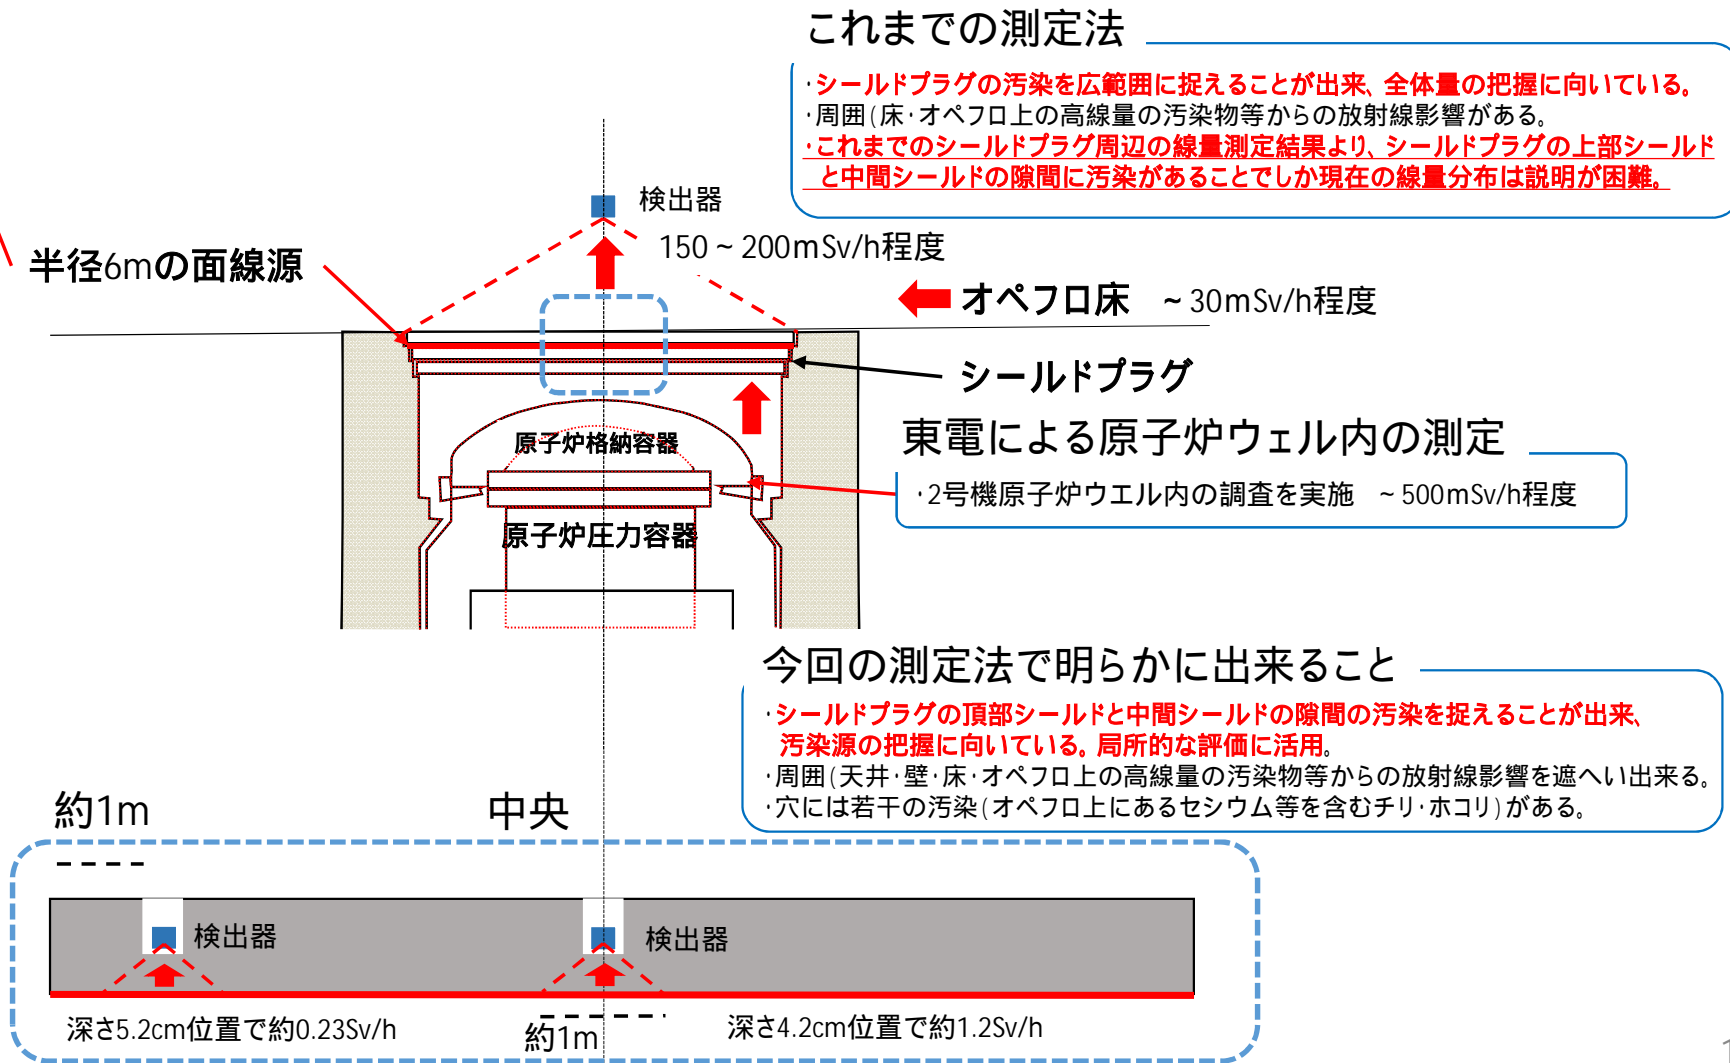 これまでの測定法
・シールドプラグの汚染を広範囲に捉えることが出来、全体量の把握に向いている。
・周囲(床・オペフロ上の高線量の汚染物等からの放射線影響がある。
・これまでのシールドプラグ周辺の線量測定結果より、シールドプラグの上部シールド
と中間シールドの隙間に汚染があることでしか現在の線量分布は説明が困難。
検出器
150~200mSv/h程度
半径6mの面線源
オペフロ床 ~30mSv/h程度
シールドプラグ
東電による原子炉ウェル内の測定
・2号機原子炉ウエル内の調査を実施 ~500mSv/h程度
原子炉格納容器
原子炉圧力容器
今回の測定法で明らかに出来ること
・シールドプラグの頂部シールドと中間シールドの隙間の汚染を捉えることが出来、
汚染源の把握に向いている。局所的な評価に活用。
・周囲(天井・壁・床・オペフロ上の高線量の汚染物等からの放射線影響を遮へい出来る。
・穴には若干の汚染(オペフロ上にあるセシウム等を含むチリ・ホコリ)がある。
約1m
中央
検出器
検出器
深さ5.2cm位置で約0.23Sv/h
約1m
深さ4.2cm位置で約1.2Sv/h